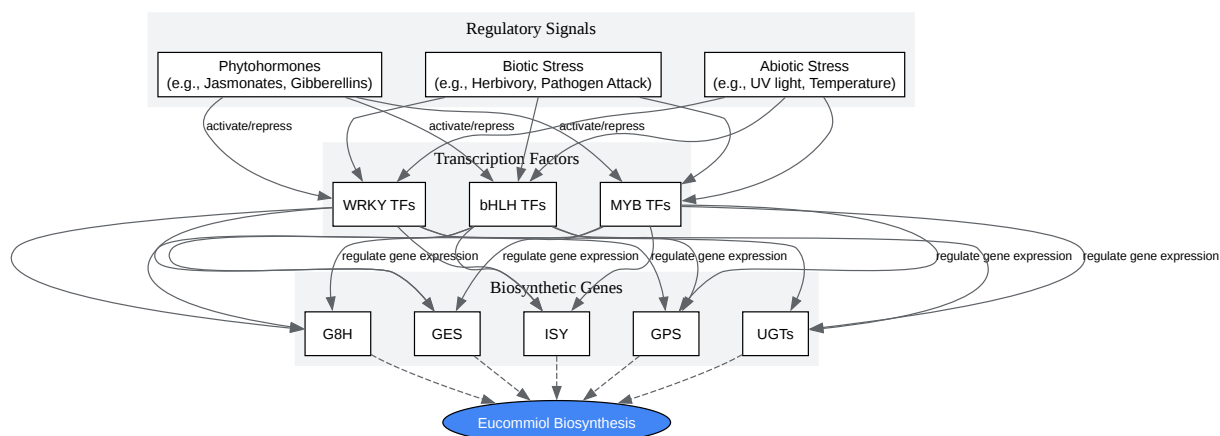 Regulatory Signals
Phytohormones
(e.g., Jasmonates, Gibberellins)
Biotic Stress
(e.g., Herbivory, Pathogen Attack)
Abiotic Stress
(e.g., UV light, Temperature)
activate/repress
activate/repress
activate/repress
Transcription Factors
WRKY TFs
bHLH TFs
MYB TFs
regulate gene expression
regulate gene expression
regulate gene expression
regulate gene expression
regulate gene expression
Biosynthetic Genes
G8H
GES
ISY
GPS
UGTs
Eucommiol Biosynthesis